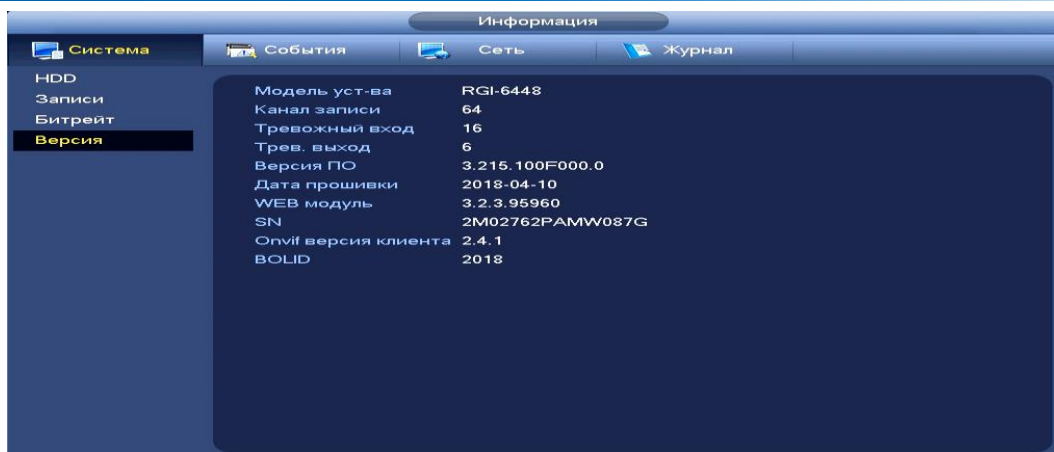 Информация
Система События Сеть Журнал
HDD
Записи
Битрейт
Версия
Модель уст-ва RGI-6448
Канал записи 64
Тревожный вход 16
Трев. выход 6
Версия ПО 3.215.100F000.0
Дата прошивки 2018-04-10
WEB модуль 3.2.3.95960
SN 2M02762PAMW087G
Onvif версия клиента 2.4.1
BOLID 2018